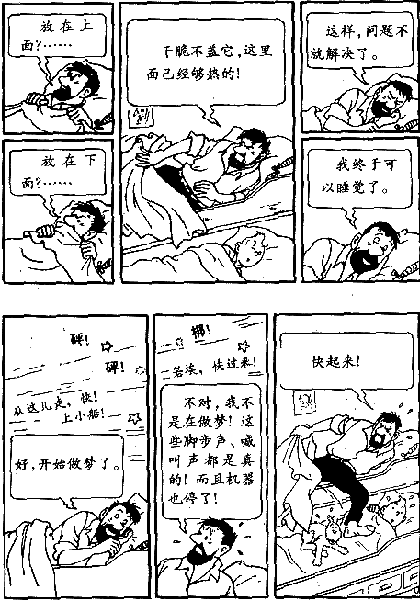 放在上
面?……
放在下
面?……
干脆不盖它,这里
面已经够热的!
这样,问题不
就解决了。
我终于可
以睡觉了。
砰!
砰!
从这儿走,快!
上小船!
好,开始做梦了。
梆!
若塞,快过来!
不对,我不
是在做梦!这
些脚步声、喊
叫声都是真
的!而且机器
也停了!
快起来!